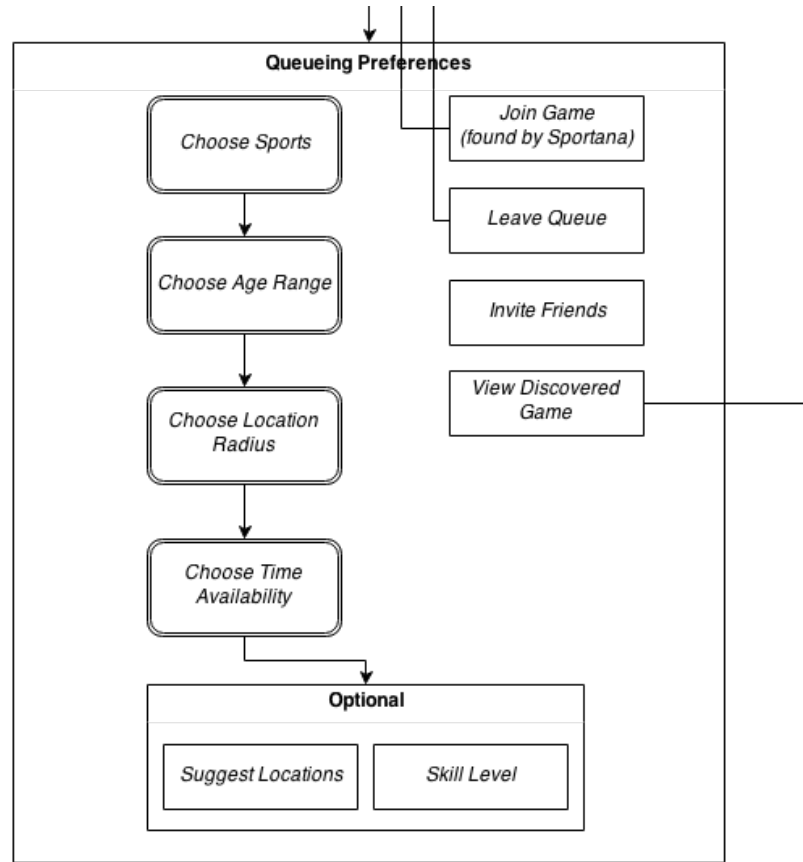 Queueing Preferences
Choose Sports
Choose Age Range
Choose Location
Radius
Choose Time
Availability
Join Game
(found by Sportana)
Leave Queue
Invite Friends
View Discovered
Game
Optional
Suggest Locations
Skill Level